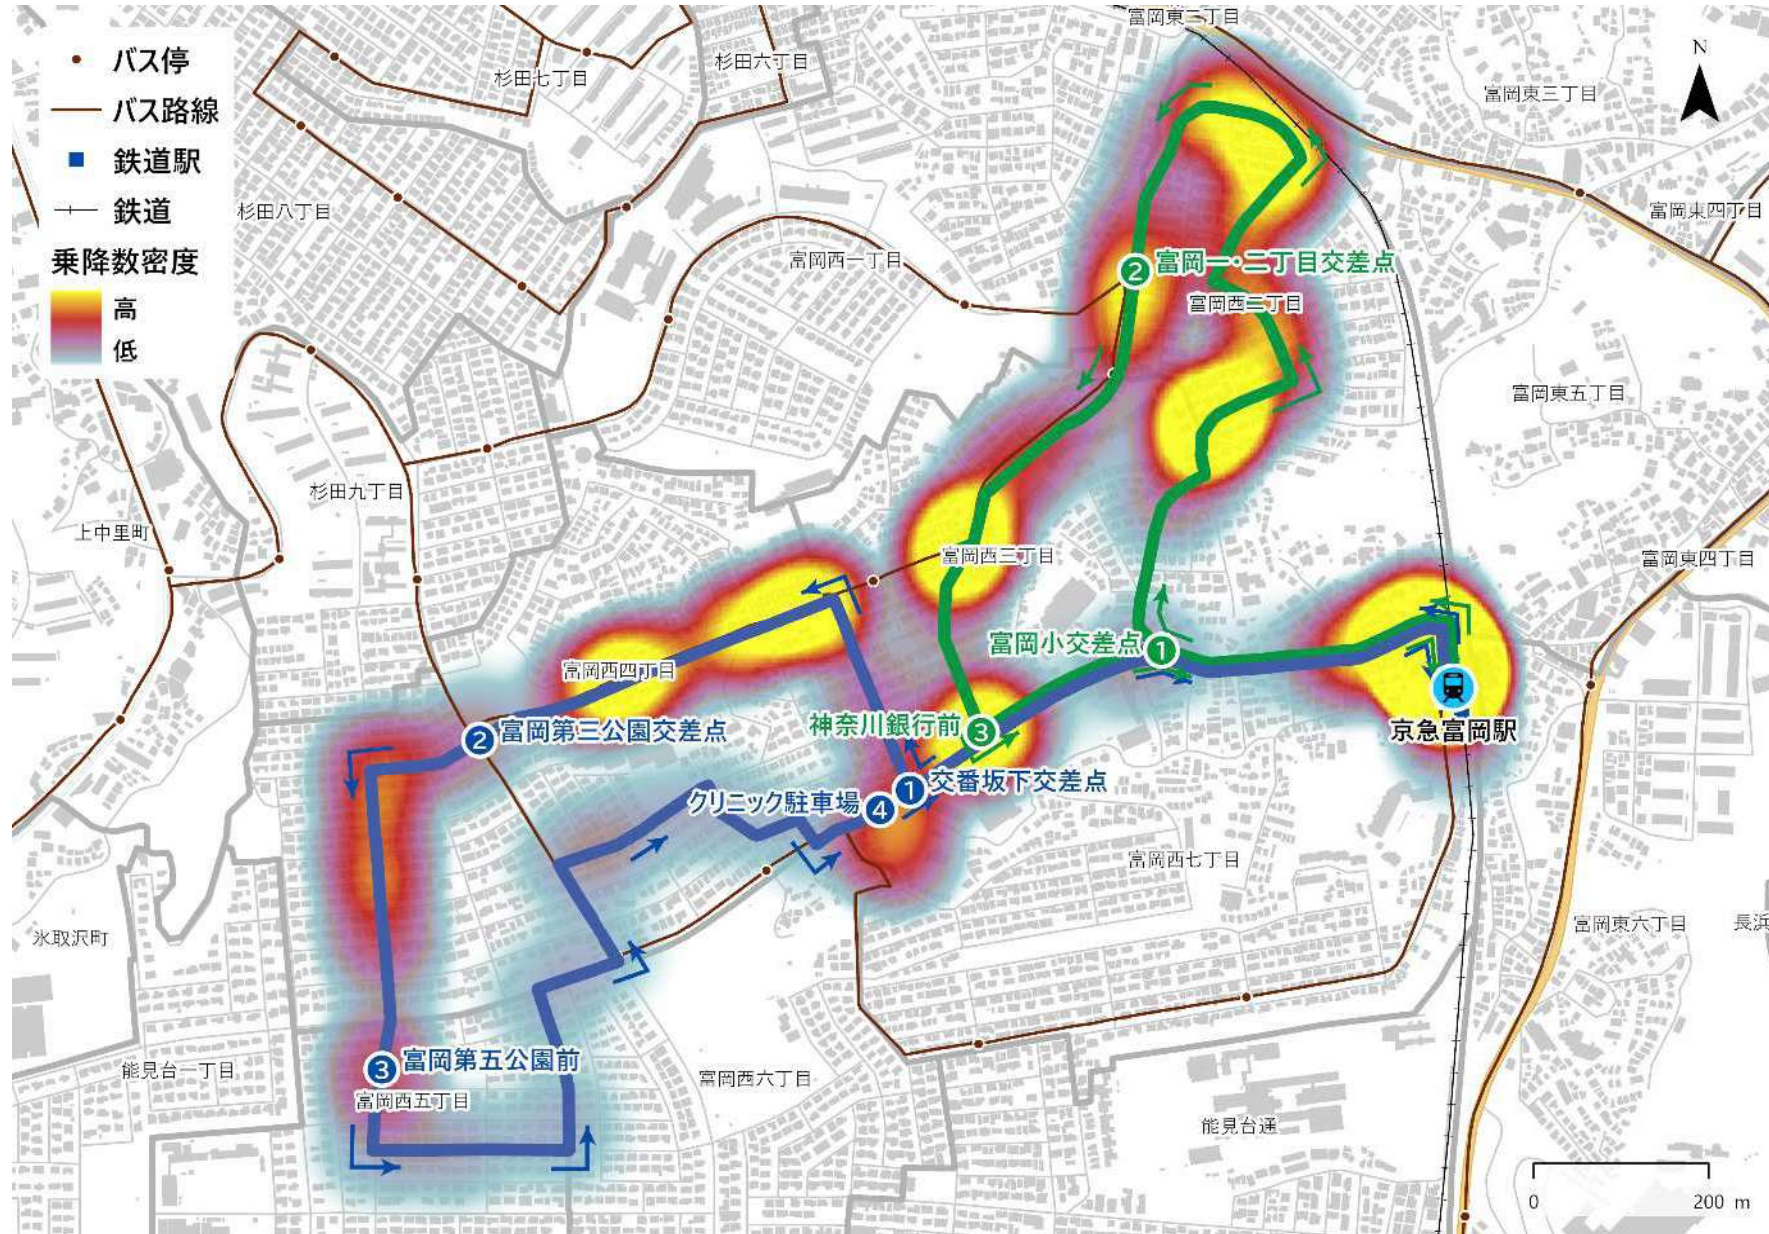 バス停
バス路線
鉄道駅
鉄道
乗降数密度
高
低
N
富岡東二丁目
杉田七丁目
杉田六丁目
富岡東三丁目
杉田八丁目
富岡東四丁目
富岡西一丁目
2 富岡一・二丁目交差点
富岡西二丁目
富岡東五丁目
杉田九丁目
上中里町
富岡西三丁目
富岡東四丁目
富岡小交差点 1
富岡西四丁目
京急富岡駅
神奈川銀行前 3
2 富岡第三公園交差点
1 交番坂下交差点
クリニック駐車場 4
富岡西七丁目
氷取沢町
富岡東六丁目
長浜
能見台一丁目
3 富岡第五公園前
富岡西五丁目
富岡西六丁目
能見台通
0 200 m